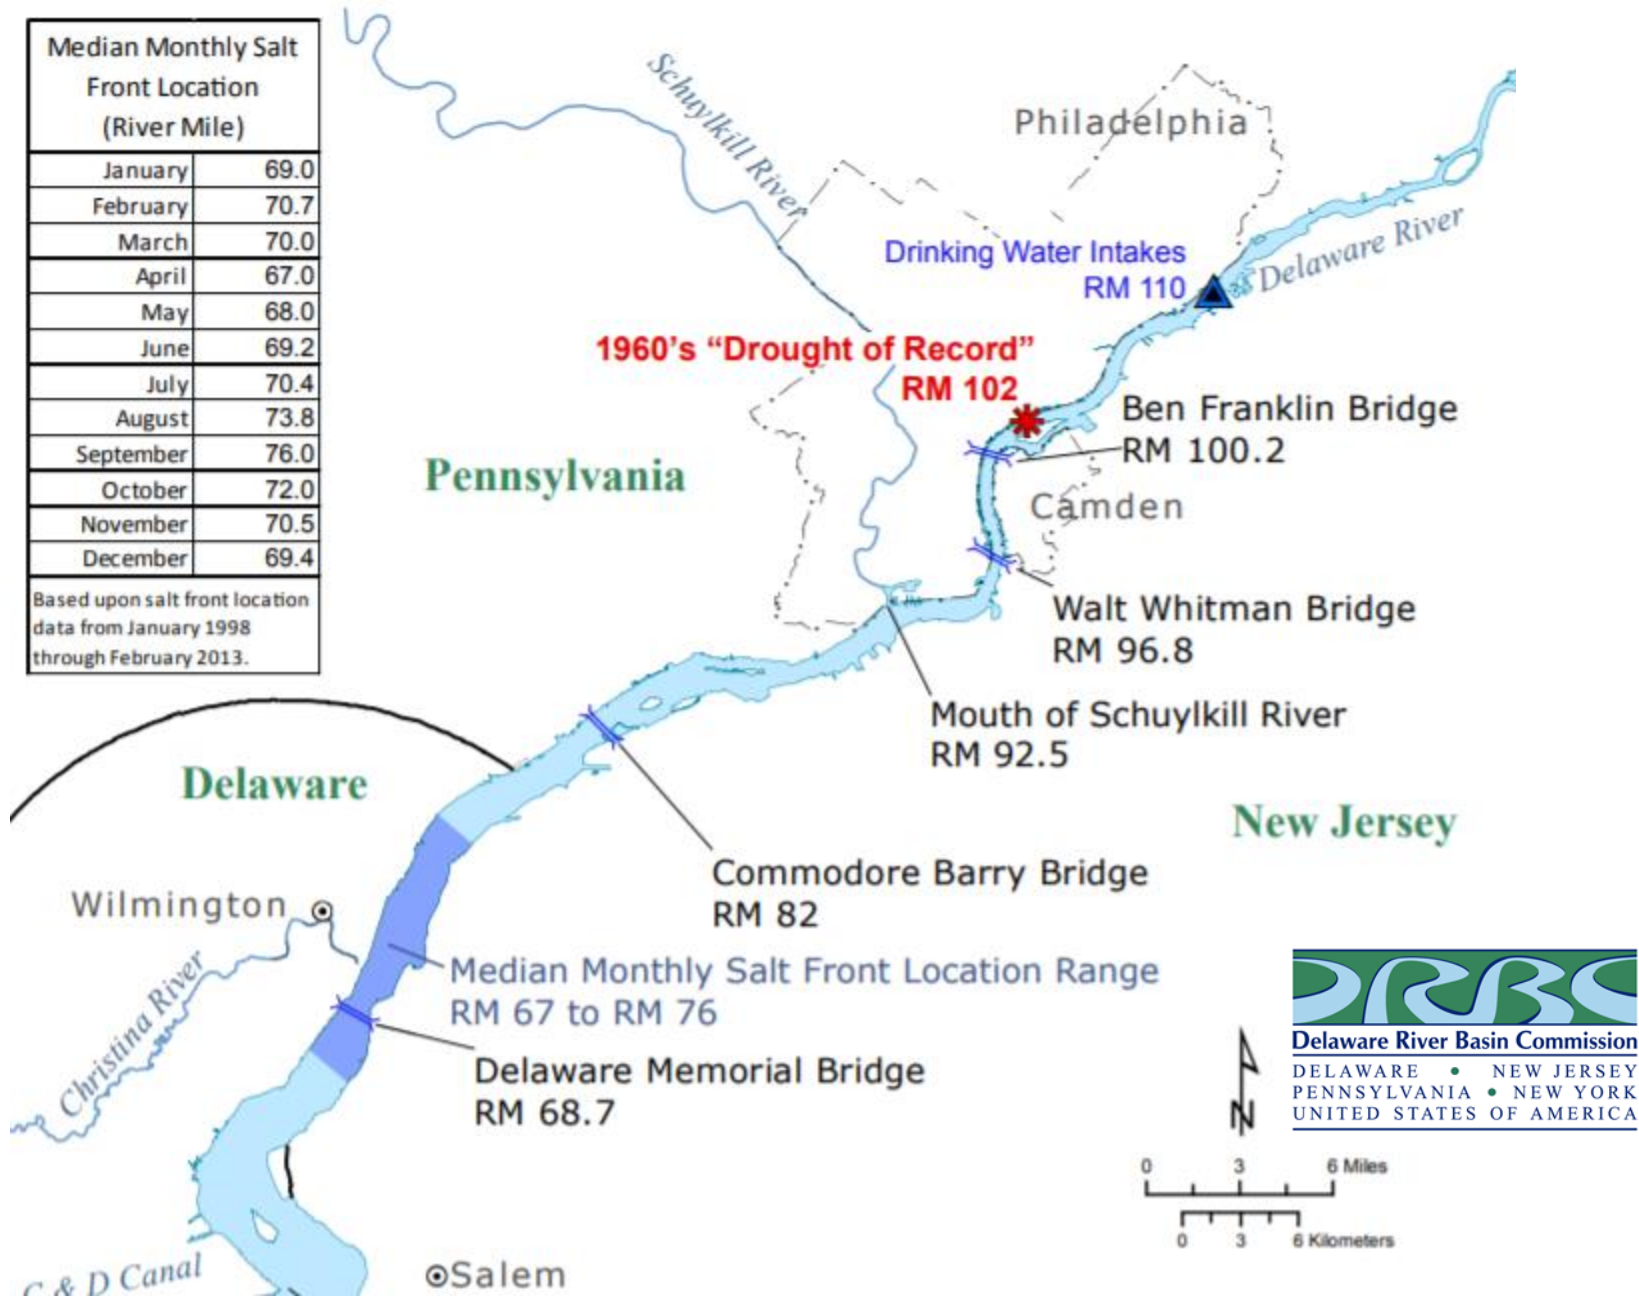 Median Monthly Salt
Front Location
(River Mile)
January 69.0
February 70.7
March 70.0
April 67.0
May 68.0
June 69.2
July 70.4
August 73.8
September 76.0
October 72.0
November 70.5
December 69.4
Based upon salt front location
data from January 1998
through February 2013.
Schuylkill River
Philadelphia
Delaware River
Drinking Water Intakes
RM 110
1960's “Drought of Record”
RM 102
Ben Franklin Bridge
RM 100.2
Pennsylvania
Camden
Walt Whitman Bridge
RM 96.8
Mouth of Schuylkill River
RM 92.5
Delaware
New Jersey
Commodore Barry Bridge
RM 82
Wilmington
Christina River
Median Monthly Salt Front Location Range
RM 67 to RM 76
Delaware Memorial Bridge
RM 68.7
C & D Canal
Salem
DRBC
Delaware River Basin Commission
DELAWARE • NEW JERSEY
PENNSYLVANIA • NEW YORK
UNITED STATES OF AMERICA
N
0 3 6 Miles
0 3 6 Kilometers